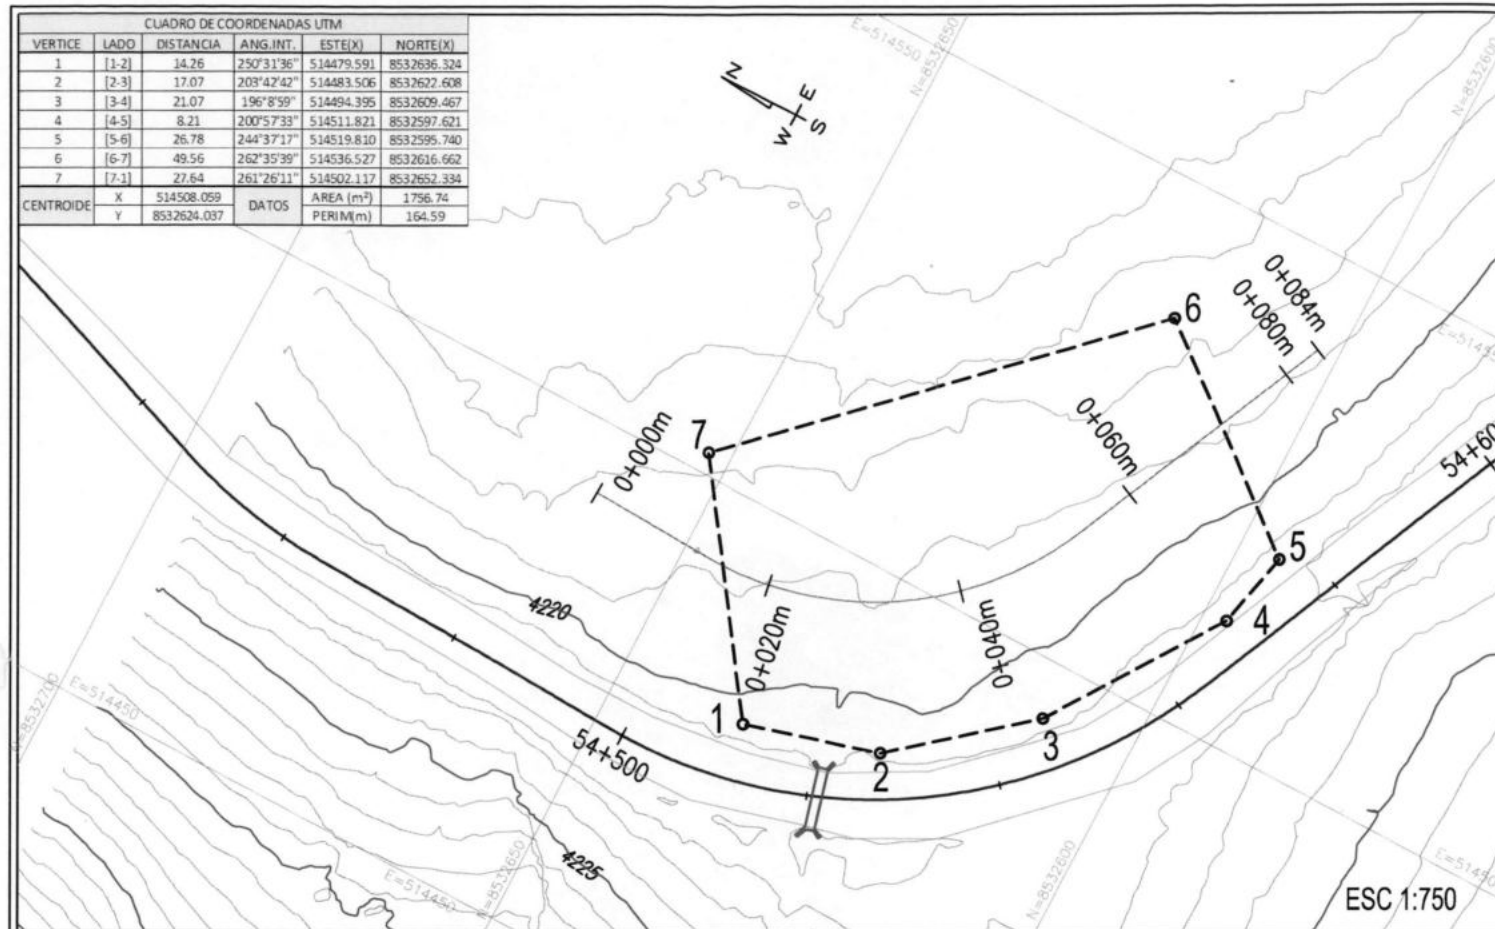 CUADRO DE COORDENADAS UTM
VERTICE LADO DISTANCIA ANG.INT. ESTE(X) NORTE(X)
1 [1-2] 14.26 250°31'36" 514479.591 8532636.324
2 [2-3] 17.07 203°42'42" 514483.506 8532622.608
3 [3-4] 21.07 196°8'59" 514494.395 8532609.467
4 [4-5] 8.21 200°57'33" 514511.821 8532597.621
5 [5-6] 26.78 244°37'17" 514519.810 8532595.740
6 [6-7] 49.56 262°35'39" 514536.527 8532616.662
7 [7-1] 27.64 261°26'11" 514502.117 8532652.334
CENTROIDE X 514508.059 DATOS AREA (m²) 1756.74
Y 8532624.037 PERIM(m) 164.59
E=514550
N=8532650
N=8532600
N
E
W
S
6
0+084m
0+080m
7
0+000m
0+060m
54+60
5
4220
0+020m
0+040m
4
1
3
2
54+500
N=8532700
E=514450
4225
E=514450
N=8532650
N=8532600
ESC 1:750